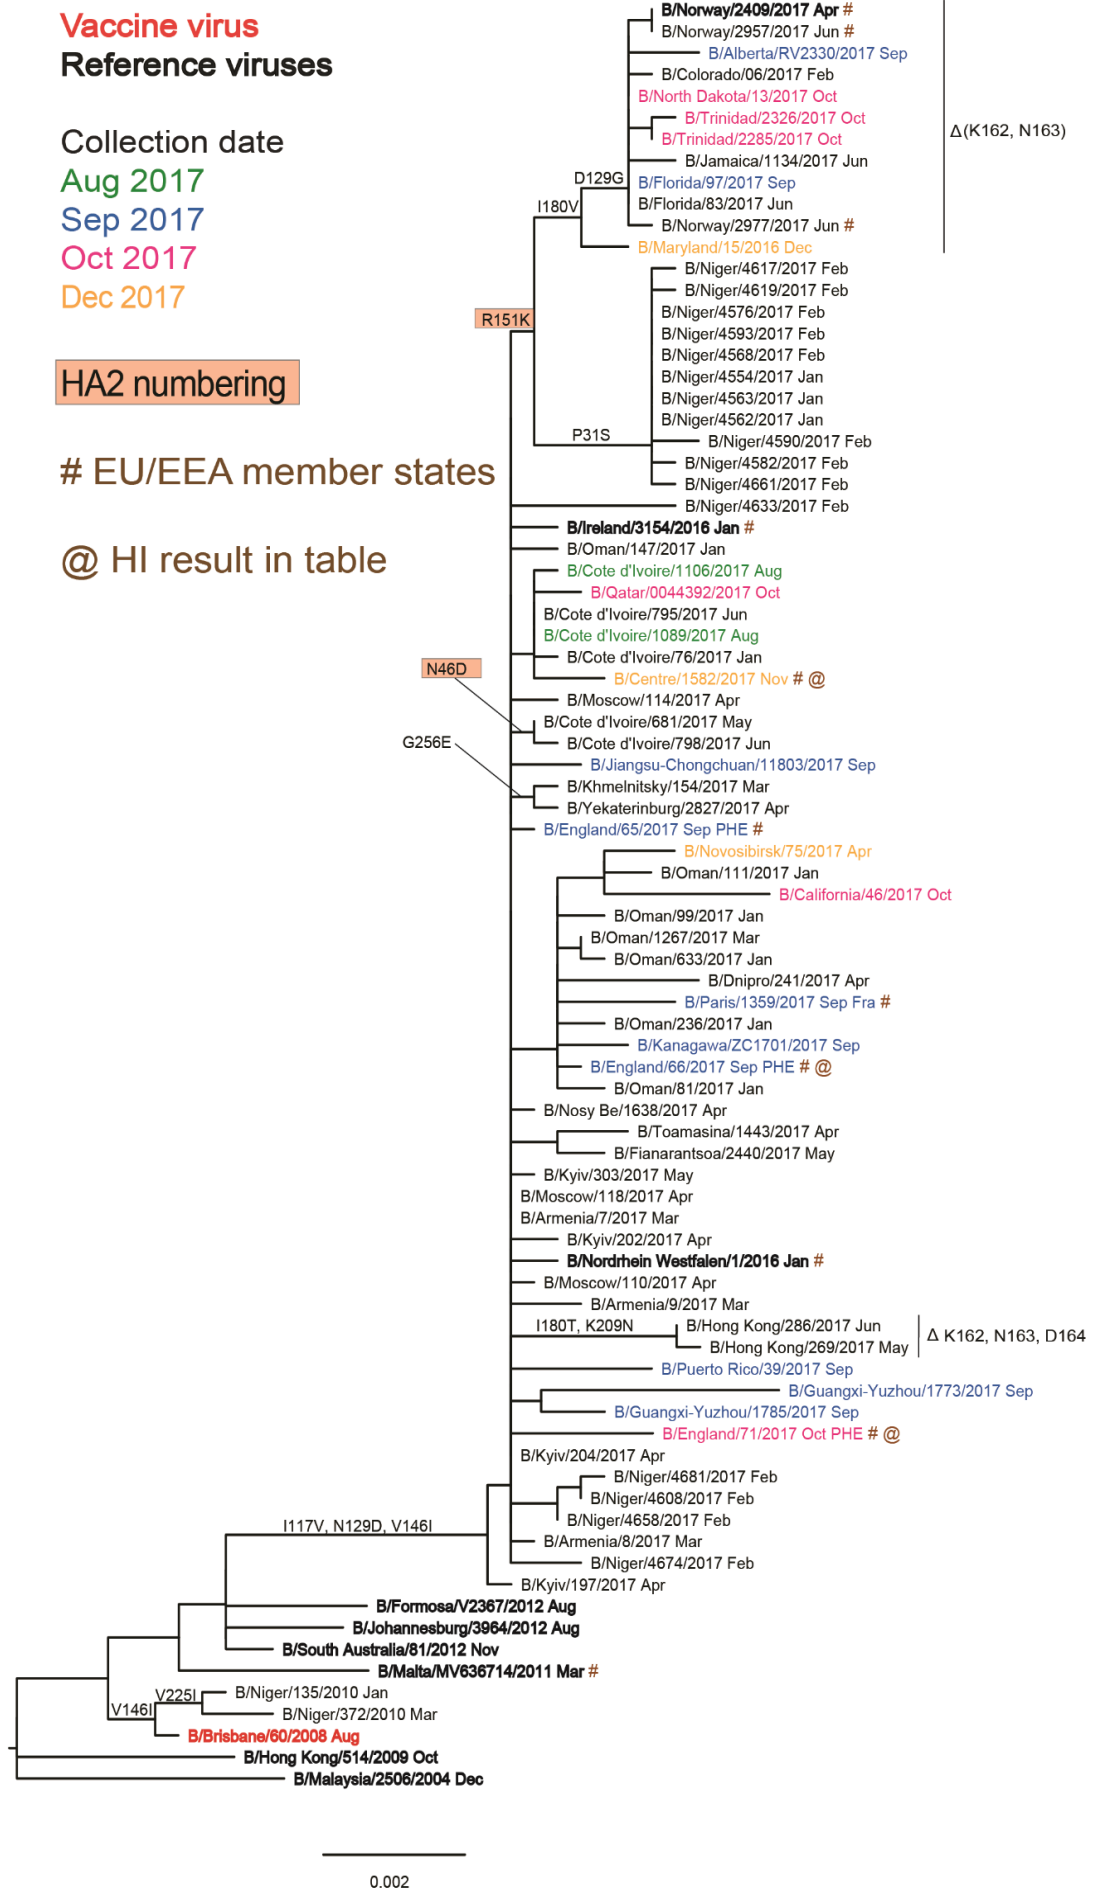 Vaccine virus
Reference viruses
Collection date
Aug 2017
Sep 2017
Oct 2017
Dec 2017
HA2 numbering
# EU/EEA member states
@ HI result in table
B/Norway/2409/2017 Apr #
B/Norway/2957/2017 Jun #
B/Alberta/RV2330/2017 Sep
B/Colorado/06/2017 Feb
B/North Dakota/13/2017 Oct
B/Trinidad/2326/2017 Oct
Δ(K162, N163)
B/Trinidad/2285/2017 Oct
B/Jamaica/1134/2017 Jun
D129G
B/Florida/97/2017 Sep
B/Florida/83/2017 Jun
I180V
B/Norway/2977/2017 Jun #
B/Maryland/15/2016 Dec
B/Niger/4617/2017 Feb
B/Niger/4619/2017 Feb
B/Niger/4576/2017 Feb
R151K
B/Niger/4593/2017 Feb
B/Niger/4568/2017 Feb
B/Niger/4554/2017 Jan
B/Niger/4563/2017 Jan
B/Niger/4562/2017 Jan
P31S
B/Niger/4590/2017 Feb
B/Niger/4582/2017 Feb
B/Niger/4661/2017 Feb
B/Niger/4633/2017 Feb
B/Ireland/3154/2016 Jan #
B/Oman/147/2017 Jan
B/Cote d'Ivoire/1106/2017 Aug
B/Qatar/0044392/2017 Oct
B/Cote d'Ivoire/795/2017 Jun
B/Cote d'Ivoire/1089/2017 Aug
B/Cote d'Ivoire/76/2017 Jan
N46D
B/Centre/1582/2017 Nov # @
B/Moscow/114/2017 Apr
B/Cote d'Ivoire/681/2017 May
G256E
B/Cote d'Ivoire/798/2017 Jun
B/Jiangsu-Chongchuan/11803/2017 Sep
B/Khmelnitsky/154/2017 Mar
B/Yekaterinburg/2827/2017 Apr
B/England/65/2017 Sep PHE #
B/Novosibirsk/75/2017 Apr
B/Oman/111/2017 Jan
B/California/46/2017 Oct
B/Oman/99/2017 Jan
B/Oman/1267/2017 Mar
B/Oman/633/2017 Jan
B/Dnipro/241/2017 Apr
B/Paris/1359/2017 Sep Fra #
B/Oman/236/2017 Jan
B/Kanagawa/ZC1701/2017 Sep
B/England/66/2017 Sep PHE # @
B/Oman/81/2017 Jan
B/Nosy Be/1638/2017 Apr
B/Toamasina/1443/2017 Apr
B/Fianarantsoa/2440/2017 May
B/Kyiv/303/2017 May
B/Moscow/118/2017 Apr
B/Armenia/7/2017 Mar
B/Kyiv/202/2017 Apr
B/Nordrhein Westfalen/1/2016 Jan #
B/Moscow/110/2017 Apr
B/Armenia/9/2017 Mar
I180T, K209N
B/Hong Kong/286/2017 Jun
Δ K162, N163, D164
B/Hong Kong/269/2017 May
B/Puerto Rico/39/2017 Sep
B/Guangxi-Yuzhou/1773/2017 Sep
B/Guangxi-Yuzhou/1785/2017 Sep
B/England/71/2017 Oct PHE # @
B/Kyiv/204/2017 Apr
B/Niger/4681/2017 Feb
B/Niger/4608/2017 Feb
B/Niger/4658/2017 Feb
I117V, N129D, V146I
B/Armenia/8/2017 Mar
B/Niger/4674/2017 Feb
B/Kyiv/197/2017 Apr
B/Formosa/V2367/2012 Aug
B/Johannesburg/3964/2012 Aug
B/South Australia/81/2012 Nov
B/Malta/MV636714/2011 Mar #
V225I
B/Niger/135/2010 Jan
V146I
B/Niger/372/2010 Mar
B/Brisbane/60/2008 Aug
B/Hong Kong/514/2009 Oct
B/Malaysia/2506/2004 Dec
0.002